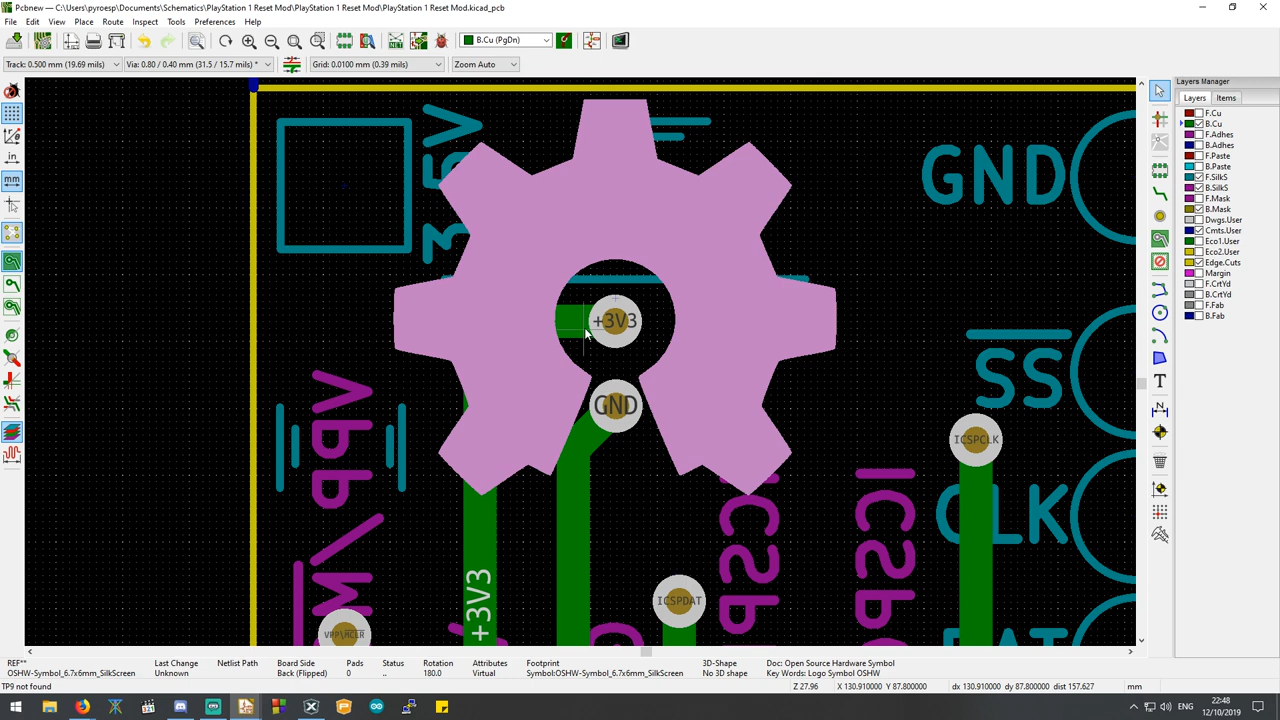 Pcbnew — C:\Users\pyroesp\Documents\Schematics\PlayStation 1 Reset Mod\PlayStation 1 Reset Mod.kicad_pcb
File Edit View Place Route Inspect Tools Preferences Help
B.Cu (PgDn)
Track: 0.500 mm (19.69 mils) Via: 0.80 / 0.40 mm (31.5 / 15.7 mils) * Grid: 0.0100 mm (0.39 mils) Zoom Auto
Layers Manager
Layers Items
F.Cu
B.Cu
F.Adhes
B.Adhes
F.Paste
B.Paste
F.SilkS
B.SilkS
F.Mask
B.Mask
Dwgs.User
Cmts.User
Eco1.User
Eco2.User
Edge.Cuts
Margin
F.CrtYd
B.CrtYd
F.Fab
B.Fab
in
mm
GND
+3V3
SS
GND
ICSPCLK
CLK
ICSPDAT
+3V3
VPP\MCLR
REF** Last Change Netlist Path Board Side Pads Status Rotation Attributes Footprint 3D-Shape Doc: Open Source Hardware Symbol
OSHW-Symbol_6.7x6mm_SilkScreen Unknown Back (Flipped) 0 .. 180.0 Virtual Symbol:OSHW-Symbol_6.7x6mm_SilkScreen No 3D shape Key Words: Logo Symbol OSHW
TP9 not found Z 27.96 X 130.910000 Y 87.800000 dx 130.910000 dy 87.800000 dist 157.627 mm
ENG
22:48
12/10/2019